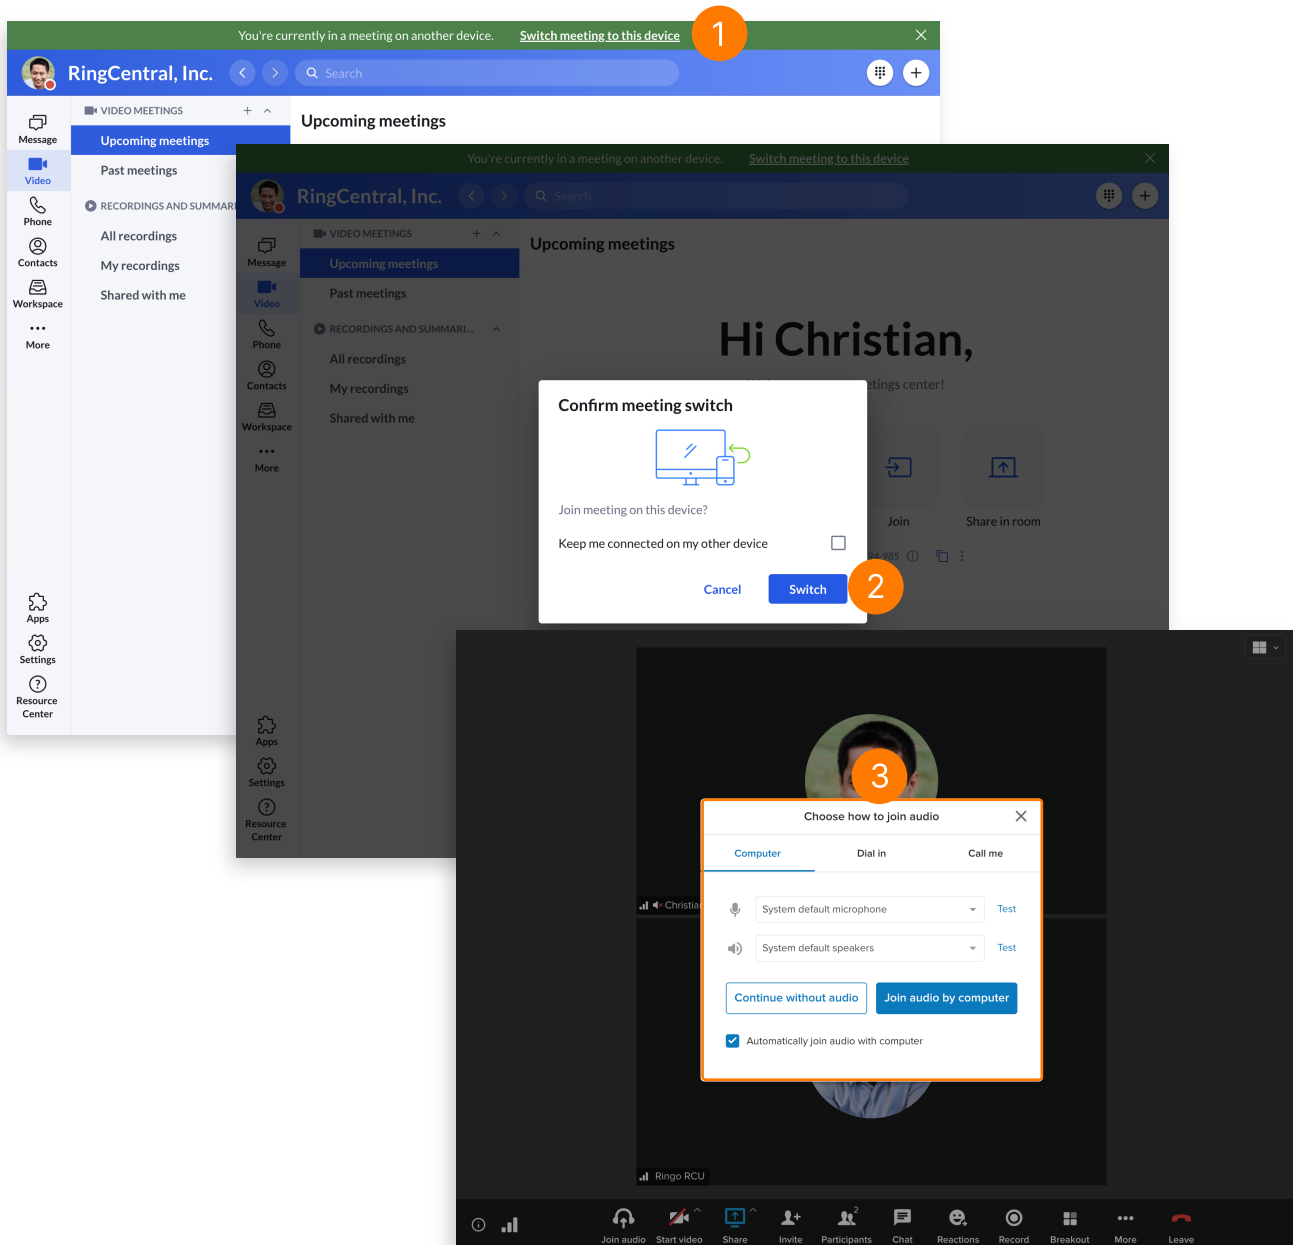 You're currently in a meeting on another device. Switch meeting to this device
1
RingCentral, Inc.
Search
VIDEO MEETINGS
Upcoming meetings
Past meetings
RECORDINGS AND SUMMAR
All recordings
My recordings
Shared with me
Message
Video
Phone
Contacts
Workspace
More
Apps
Settings
Resource
Center
Upcoming meetings
You're currently in a meeting on another device. Switch meeting to this device
RingCentral, Inc.
Search
VIDEO MEETINGS
Upcoming meetings
Past meetings
RECORDINGS AND SUMMARI...
All recordings
My recordings
Shared with me
Message
Video
Phone
Contacts
Workspace
More
Apps
Settings
Resource
Center
Upcoming meetings
Hi Christian,
etings center!
Join
Share in room
94-985
Confirm meeting switch
Join meeting on this device?
Keep me connected on my other device
Cancel
Switch
2
3
Choose how to join audio
Computer
Dial in
Call me
System default microphone
Test
System default speakers
Test
Continue without audio
Join audio by computer
Automatically join audio with computer
Christian
Ringo RCU
Join audio
Start video
Share
Invite
2
Participants
Chat
Reactions
Record
Breakout
More
Leave